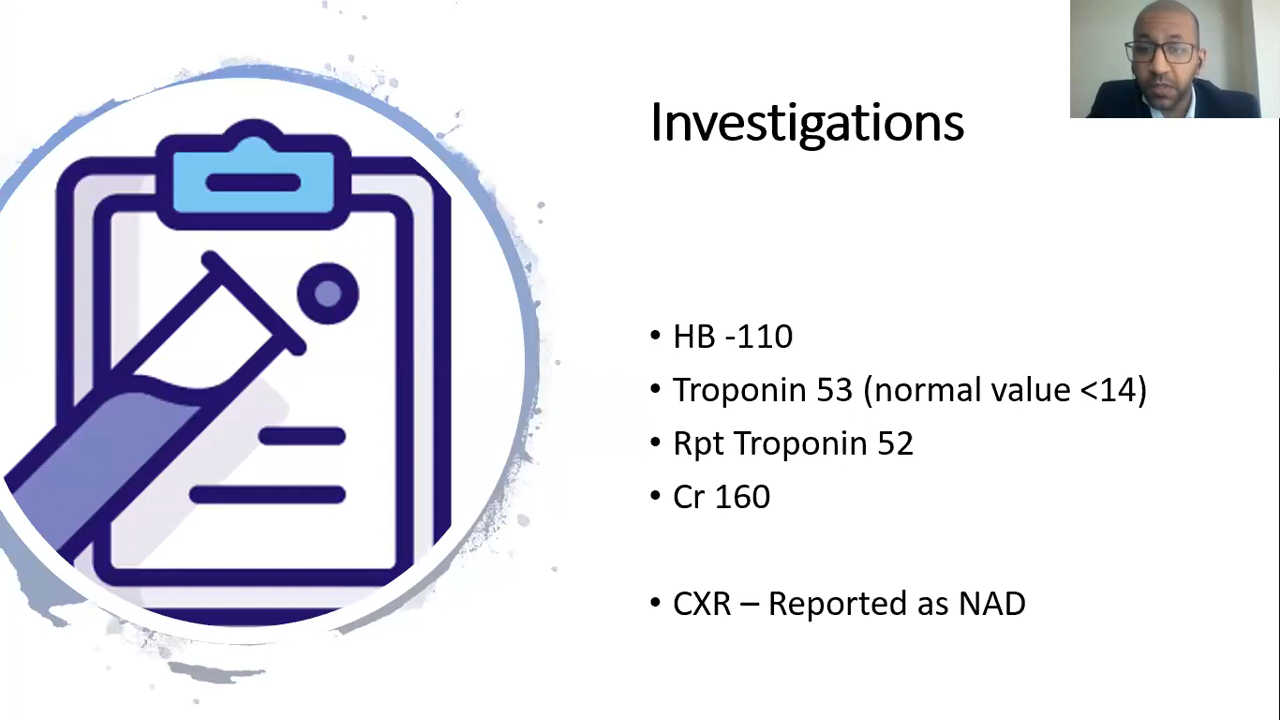 Investigations
• HB -110
• Troponin 53 (normal value <14)
• Rpt Troponin 52
• Cr 160
• CXR – Reported as NAD